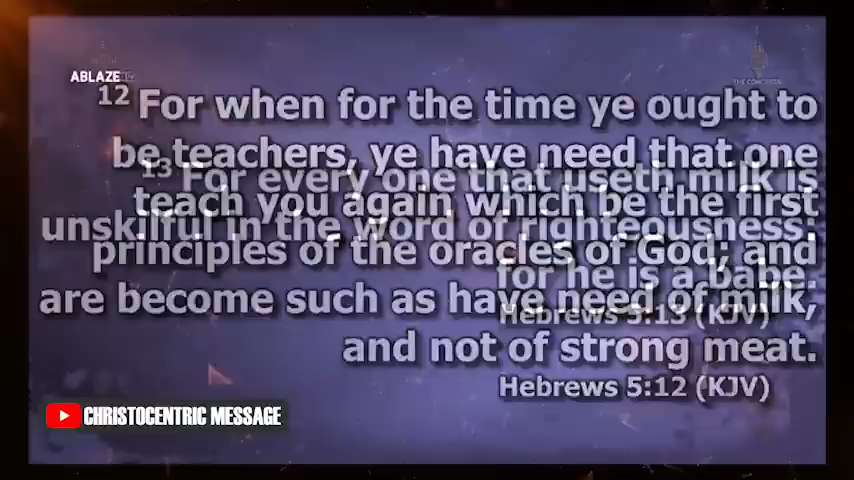 ABLAZE
THE CONCRETE
12 For when for the time ye ought to
be teachers, ye have need that one
teach you again which be the first
principles of the oracles of God; and
are become such as have need of milk,
and not of strong meat.
Hebrews 5:12 (KJV)
13 For every one that useth milk is
unskilful in the word of righteousness:
for he is a babe.
Hebrews 5:13 (KJV)
CHRISTOCENTRIC MESSAGE